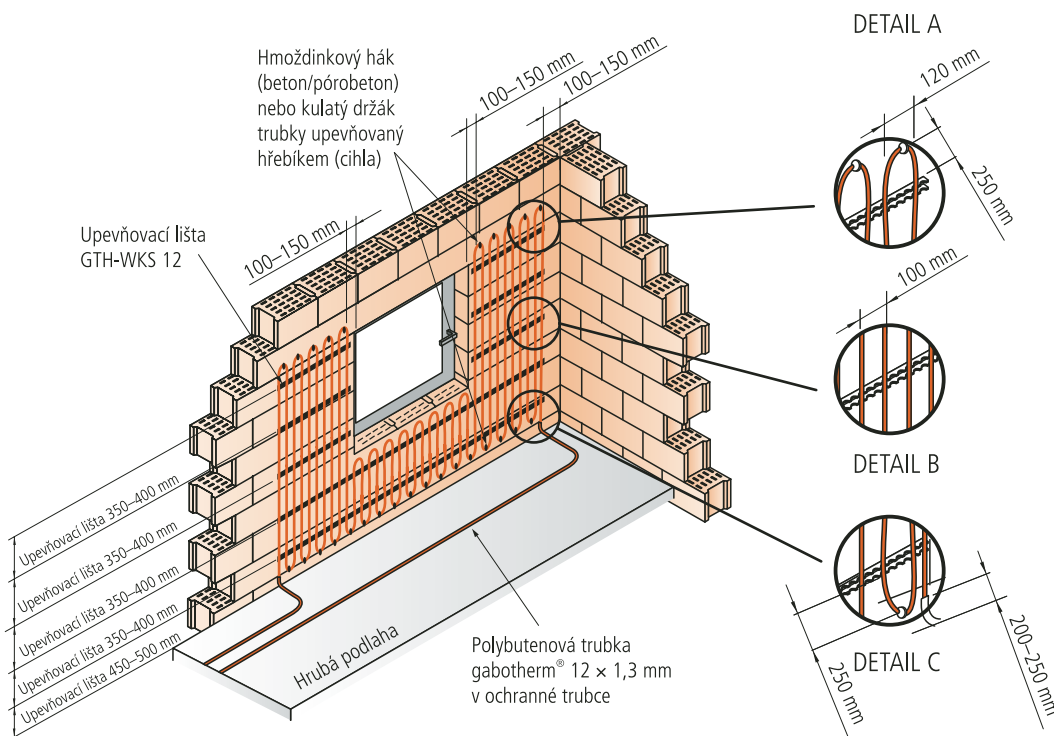 DETAIL A
Hmoždinkový hák
(beton/pórobeton)
nebo kulatý držák
trubky upevňovaný
hřebíkem (cihla)
100–150 mm
100–150 mm
120 mm
250 mm
Upevňovací lišta
GTH-WKS 12
100–150 mm
100 mm
DETAIL B
Upevňovací lišta 350–400 mm
Upevňovací lišta 350–400 mm
Upevňovací lišta 350–400 mm
Upevňovací lišta 350–400 mm
Upevňovací lišta 450–500 mm
Hrubá podlaha
Polybutenová trubka
gabotherm® 12 × 1,3 mm
v ochranné trubce
DETAIL C
250 mm
200–250 mm